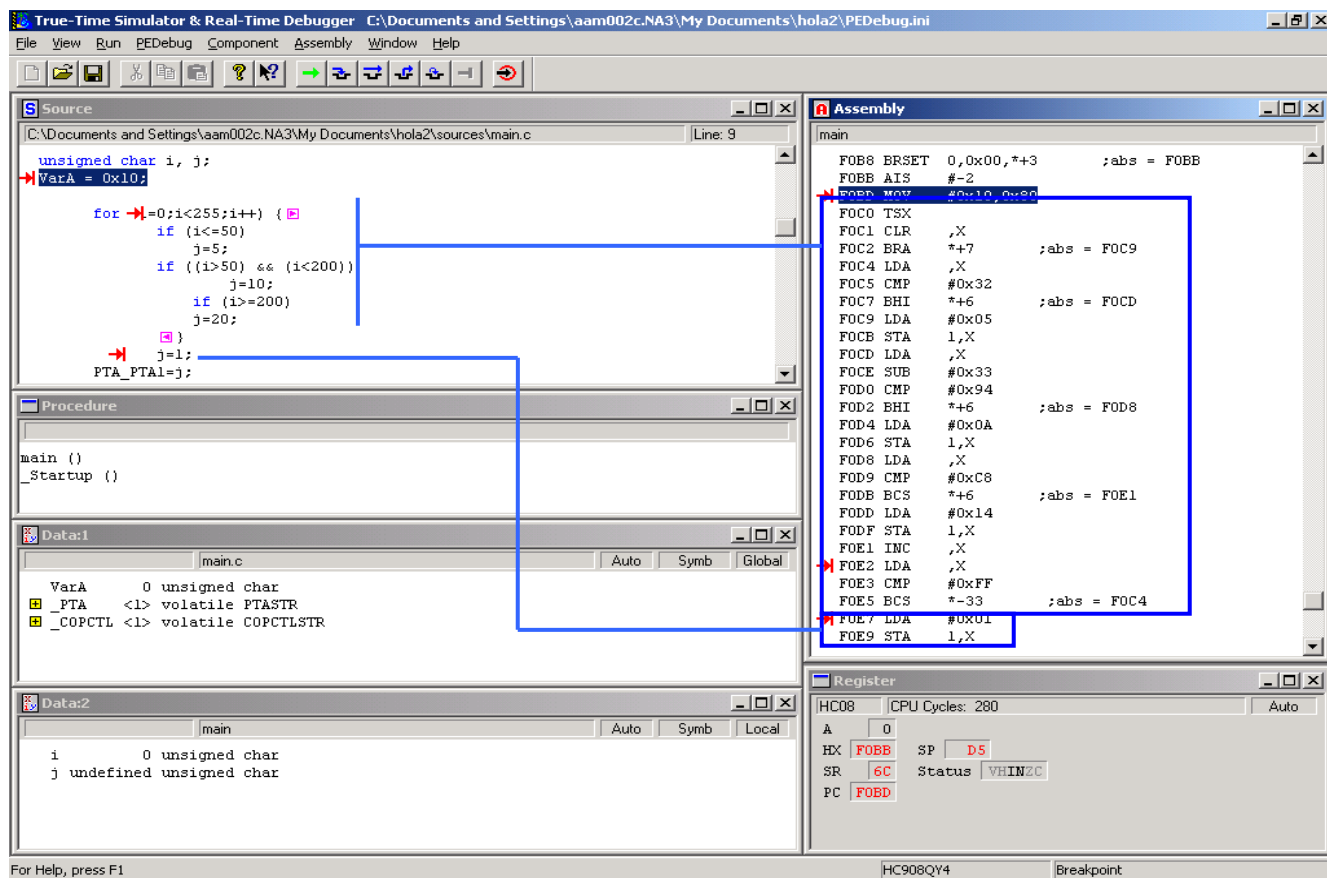 True-Time Simulator & Real-Time Debugger C:\Documents and Settings\aam002c.NA3\My Documents\hola2\PEDebug.ini
File View Run PEDebug Component Assembly Window Help
Source
C:\Documents and Settings\aam002c.NA3\My Documents\hola2\sources\main.c Line: 9
unsigned char i, j;
VarA = 0x10;
for =0;i<255;i++) {
if (i<=50)
j=5;
if ((i>50) && (i<200))
j=10;
if (i>=200)
j=20;
}
j=1;
PTA_PTA1=j;
Procedure
main ()
_Startup ()
Data:1
main.c Auto Symb Global
VarA 0 unsigned char
_PTA <1> volatile PTASTR
_COPCTL <1> volatile COPCTLSTR
Data:2
main Auto Symb Local
i 0 unsigned char
j undefined unsigned char
Assembly
main
F0B8 BRSET 0,0x00,*+3 ;abs = F0BB
F0BB AIS #-2
F0BD MOV #0x10,0x80
F0C0 TSX
F0C1 CLR ,X
F0C2 BRA *+7 ;abs = F0C9
F0C4 LDA ,X
F0C5 CMP #0x32
F0C7 BHI *+6 ;abs = F0CD
F0C9 LDA #0x05
F0CB STA 1,X
F0CD LDA ,X
F0CE SUB #0x33
F0D0 CMP #0x94
F0D2 BHI *+6 ;abs = F0D8
F0D4 LDA #0x0A
F0D6 STA 1,X
F0D8 LDA ,X
F0D9 CMP #0xC8
F0DB BCS *+6 ;abs = F0E1
F0DD LDA #0x14
F0DF STA 1,X
F0E1 INC ,X
F0E2 LDA ,X
F0E3 CMP #0xFF
F0E5 BCS *-33 ;abs = F0C4
F0E7 LDA #0x01
F0E9 STA 1,X
Register
HC08 CPU Cycles: 280 Auto
A 0
HX F0BB SP D5
SR 6C Status VHINZC
PC F0BD
For Help, press F1 HC908QY4 Breakpoint